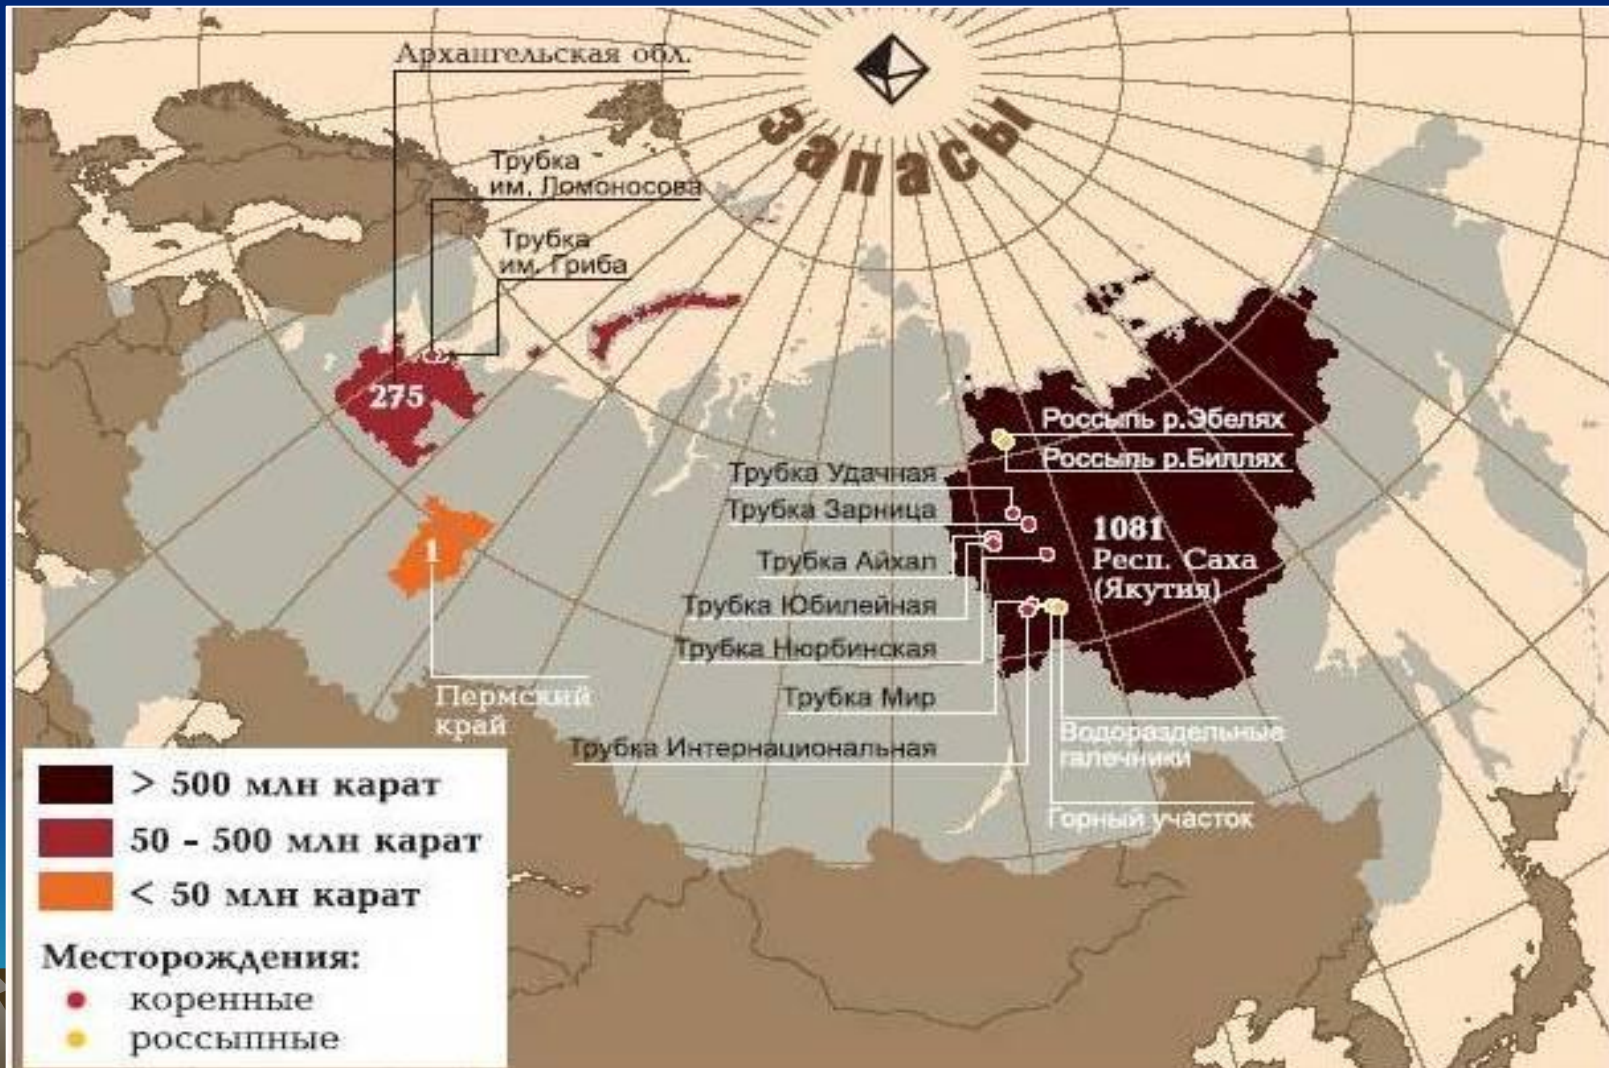 Архангельская обл.
Запасы
Трубка
им. Ломоносова
Трубка
им. Гриба
275
1
Пермский
край
Россыпь р.Эбелях
Россыпь р.Биллях
Трубка Удачная
Трубка Зарница
Трубка Айхал
Трубка Юбилейная
Трубка Нюрбинская
Трубка Мир
Трубка Интернациональная
1081
Респ. Саха
(Якутия)
Водораздельные
галечники
Горный участок
> 500 млн карат
50 - 500 млн карат
< 50 млн карат
Месторождения:
коренные
россыпные